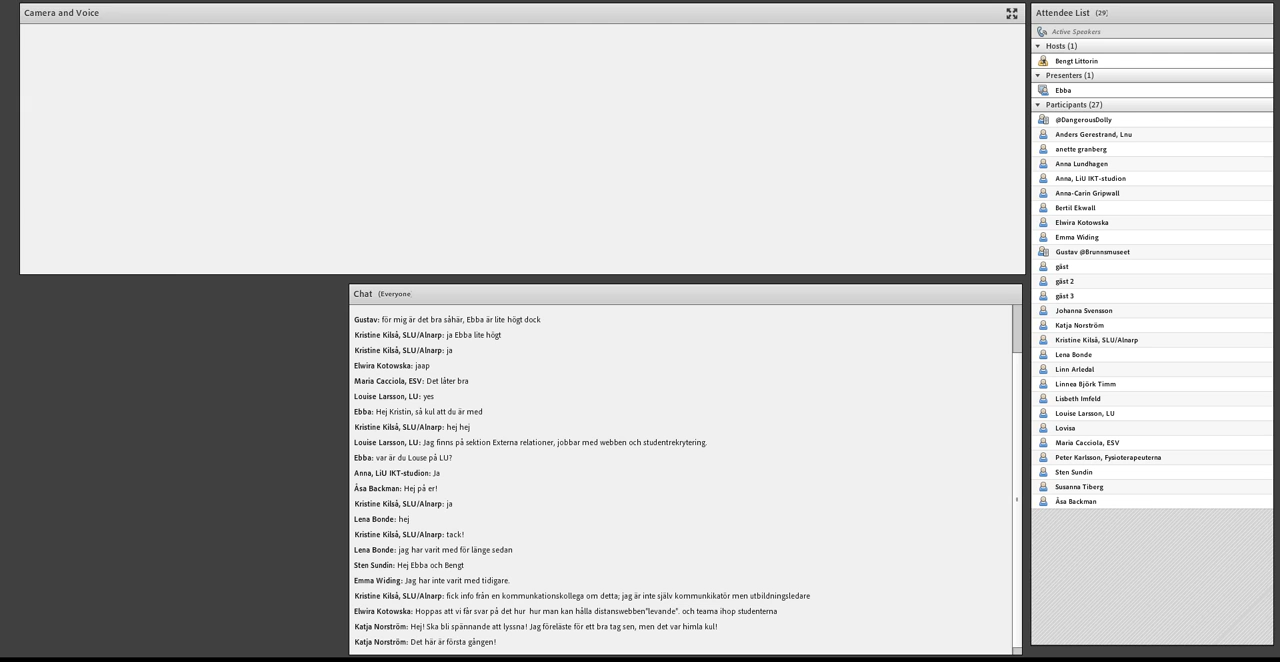 Camera and Voice
Chat (Everyone
Gustav: för mig är det bra såhär, Ebba är lite högt dock
Kristine Kilså, SLU/Alnarp: ja Ebba lite högt
Kristine Kilså, SLU/Alnarp: ja
Elwira Kotowska: jaap
Maria Cacciola, ESV: Det låter bra
Louise Larsson, LU: yes
Ebba: Hej Kristin, så kul att du är med
Kristine Kilså, SLU/Alnarp: hej hej
Louise Larsson, LU: Jag finns på sektion Externa relationer, jobbar med webben och studentrekrytering.
Ebba: var är du Louse på LU?
Anna, LiU IKT-studion: Ja
Åsa Backman: Hej på er!
Kristine Kilså, SLU/Alnarp: ja
Lena Bonde: hej
Kristine Kilså, SLU/Alnarp: tack!
Lena Bonde: jag har varit med för länge sedan
Sten Sundin: Hej Ebba och Bengt
Emma Widing: Jag har inte varit med tidigare.
Kristine Kilså, SLU/Alnarp: fick info från en kommunkationskollega om detta; jag är inte själv kommunkikatör men utbildningsledare
Elwira Kotowska: Hoppas att vi får svar på det hur hur man kan hålla distanswebben"levande". och teama ihop studenterna
Katja Norström: Hej! Ska bli spännande att lyssna! Jag föreläste för ett bra tag sen, men det var himla kul!
Katja Norström: Det här är första gången!
Attendee List (29)
Active Speakers
Hosts (1)
Bengt Littorin
Presenters (1)
Ebba
Participants (27)
@DangerousDolly
Anders Gerestrand, Lnu
anette granberg
Anna Lundhagen
Anna, LiU IKT-studion
Anna-Carin Gripwall
Bertil Ekwall
Elwira Kotowska
Emma Widing
Gustav @Brunnsmuseet
gäst
gäst 2
gäst 3
Johanna Svensson
Katja Norström
Kristine Kilså, SLU/Alnarp
Lena Bonde
Linn Arledal
Linnea Björk Timm
Lisbeth Imfeld
Louise Larsson, LU
Lovisa
Maria Cacciola, ESV
Peter Karlsson, Fysioterapeuterna
Sten Sundin
Susanna Tiberg
Åsa Backman